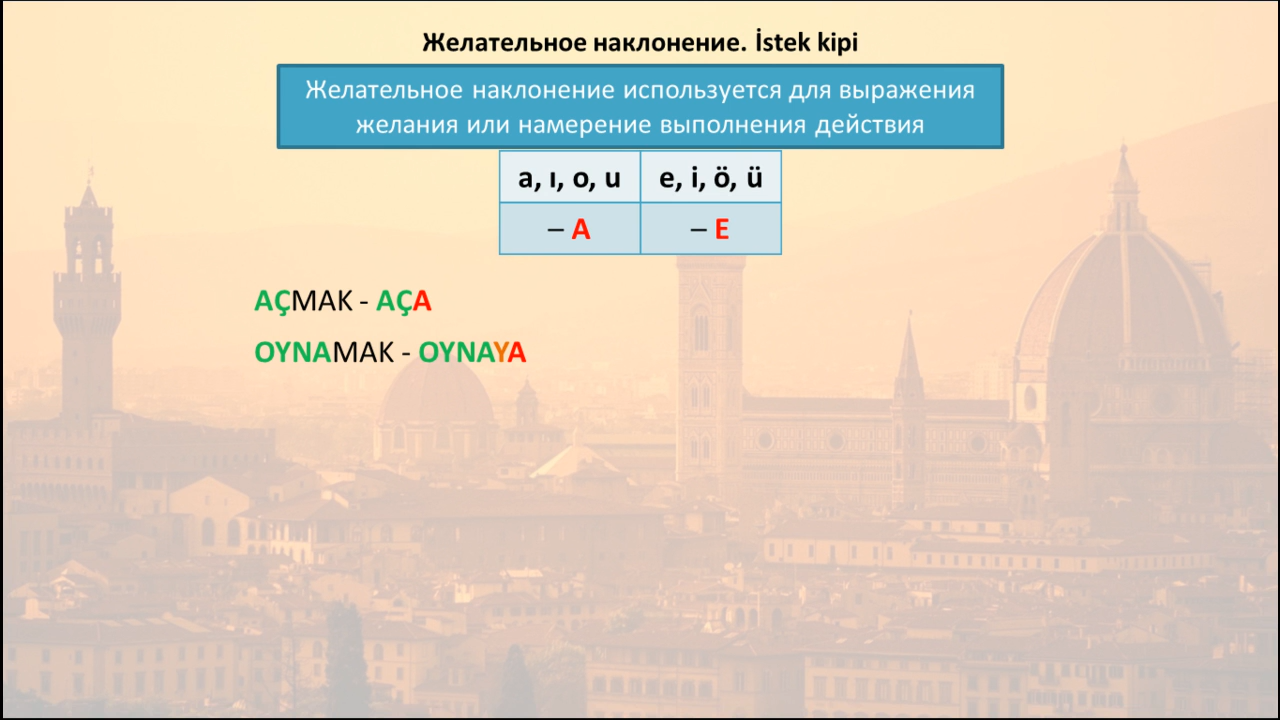 Желательное наклонение. İstek kipi
Желательное наклонение используется для выражения
желания или намерение выполнения действия
a, ı, o, u e, i, ö, ü
– A – E
AÇMAK - AÇA
OYNAMAK - OYNAYA